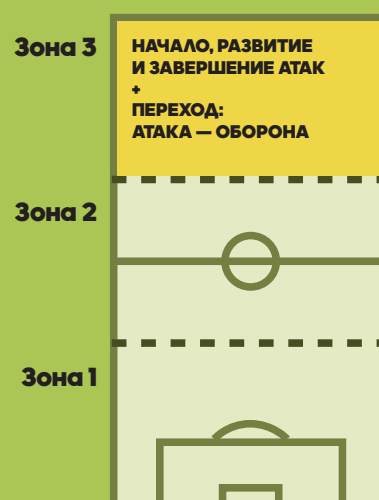 Зона 3
НАЧАЛО, РАЗВИТИЕ
И ЗАВЕРШЕНИЕ АТАК
+
ПЕРЕХОД:
АТАКА — ОБОРОНА
Зона 2
Зона 1